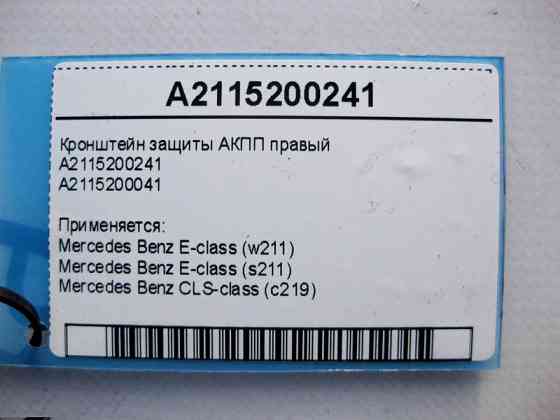 A2115200241
Кронштейн защиты АКПП правый
A2115200241
A2115200041
Применяется:
Mercedes Benz E-class (w211)
Mercedes Benz E-class (s211)
Mercedes Benz CLS-class (c219)